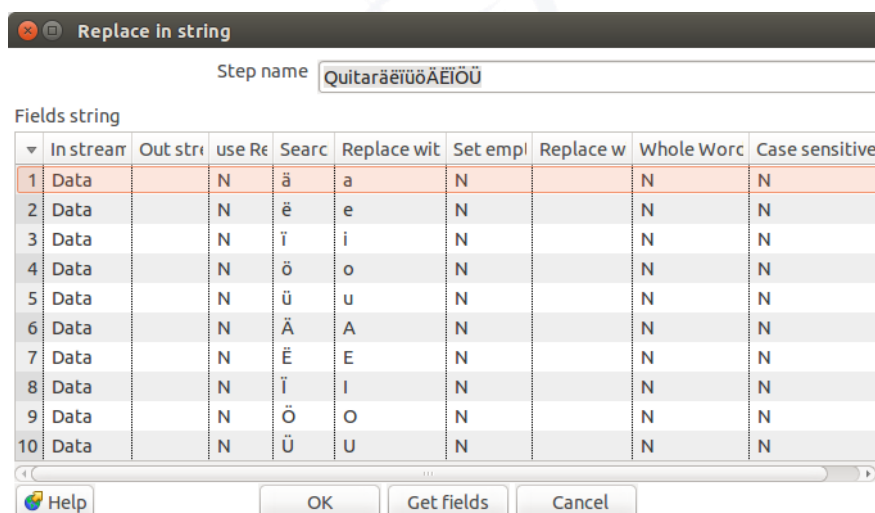 Replace in string
Step name QuitaräëïüöÄËÏÖÜ
Fields string
In stream Out stre use Re Searc Replace wit Set empl Replace w Whole Worc Case sensitive
1 Data N ä a N N N
2 Data N ë e N N N
3 Data N ï i N N N
4 Data N ö o N N N
5 Data N ü u N N N
6 Data N Ä A N N N
7 Data N Ë E N N N
8 Data N Ï I N N N
9 Data N Ö O N N N
10 Data N Ü U N N N
Help OK Get fields Cancel